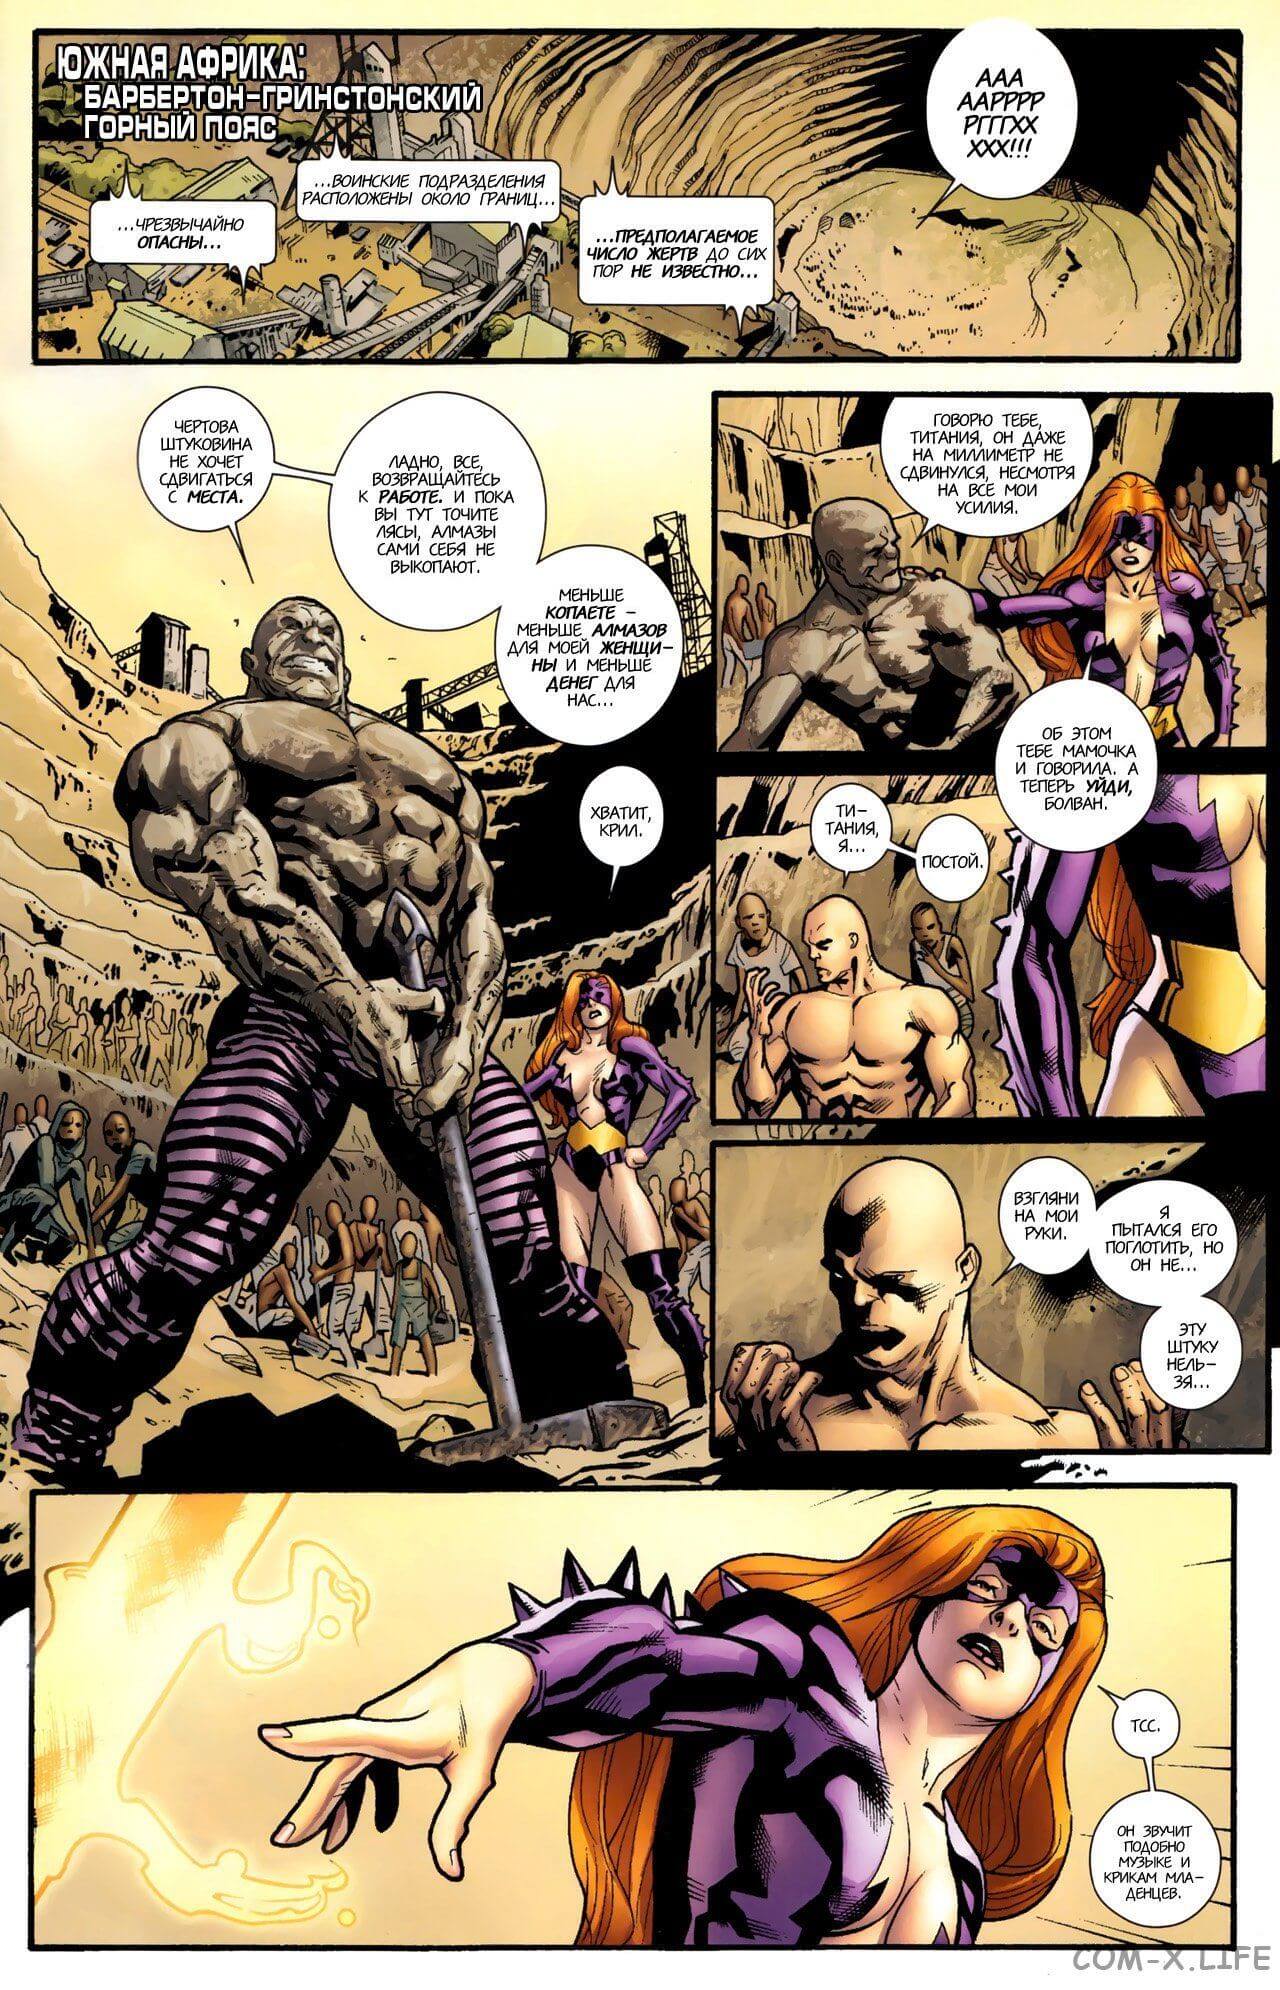 ЮЖНАЯ АФРИКА:
БАРБЕРТОН-ГРИНСТОНСКИЙ
ГОРНЫЙ ПОЯС
...ЧРЕЗВЫЧАЙНО
ОПАСНЫ...
...ВОИНСКИЕ ПОДРАЗДЕЛЕНИЯ
РАСПОЛОЖЕНЫ ОКОЛО ГРАНИЦ...
...ПРЕДПОЛАГАЕМОЕ
ЧИСЛО ЖЕРТВ ДО СИХ
ПОР НЕ ИЗВЕСТНО...
ААА
ААРРРР
РГГГХХ
ХХХ!!!
ЧЕРТОВА
ШТУКОВИНА
НЕ ХОЧЕТ
СДВИГАТЬСЯ
С МЕСТА.
ЛАДНО, ВСЕ,
ВОЗВРАЩАЙТЕСЬ
К РАБОТЕ. И ПОКА
ВЫ ТУТ ТОЧИТЕ
ЛЯСЫ, АЛМАЗЫ
САМИ СЕБЯ НЕ
ВЫКОПАЮТ.
МЕНЬШЕ
КОПАЕТЕ -
МЕНЬШЕ АЛМАЗОВ
ДЛЯ МОЕЙ ЖЕНЩИ-
НЫ И МЕНЬШЕ
ДЕНЕГ ДЛЯ
НАС...
ХВАТИТ,
КРИЛ.
ГОВОРЮ ТЕБЕ,
ТИТАНИЯ, ОН ДАЖЕ
НА МИЛЛИМЕТР НЕ
СДВИНУЛСЯ, НЕСМОТРЯ
НА ВСЕ МОИ
УСИЛИЯ.
ОБ ЭТОМ
ТЕБЕ МАМОЧКА
И ГОВОРИЛА. А
ТЕПЕРЬ УЙДИ,
БОЛВАН.
ТИ-
ТАНИЯ,
Я...
ПОСТОЙ.
ВЗГЛЯНИ
НА МОИ
РУКИ.
Я
ПЫТАЛСЯ ЕГО
ПОГЛОТИТЬ, НО
ОН НЕ...
ЭТУ
ШТУКУ
НЕЛЬ-
ЗЯ...
ТСС.
ОН ЗВУЧИТ
ПОДОБНО
МУЗЫКЕ И
КРИКАМ МЛА-
ДЕНЦЕВ.
COM-X.LIFE